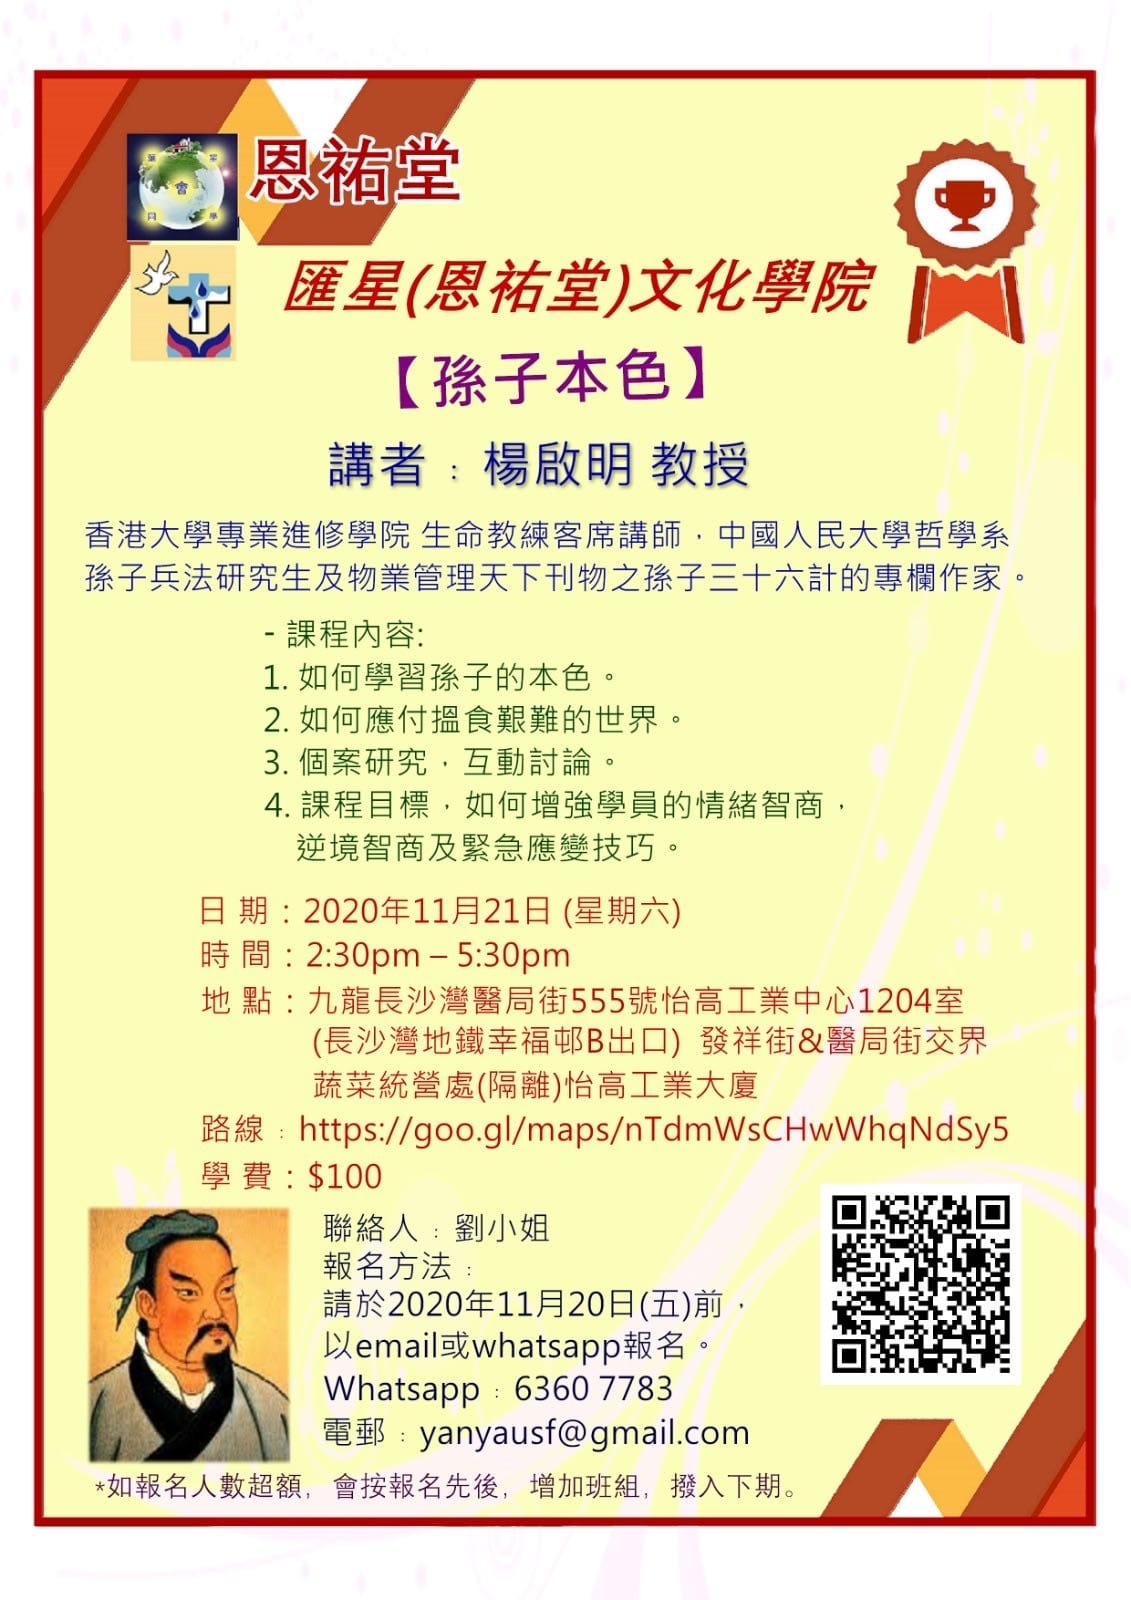 葉 宗
會
同 學
恩祐堂
匯星(恩祐堂)文化學院
【孫子本色】
講者：楊啟明 教授
香港大學專業進修學院 生命教練客席講師，中國人民大學哲學系
孫子兵法研究生及物業管理天下刊物之孫子三十六計的專欄作家。
- 課程內容:
1. 如何學習孫子的本色。
2. 如何應付搵食艱難的世界。
3. 個案研究，互動討論。
4. 課程目標，如何增強學員的情緒智商，
逆境智商及緊急應變技巧。
日 期：2020年11月21日 (星期六)
時 間：2:30pm – 5:30pm
地 點：九龍長沙灣醫局街555號怡高工業中心1204室
(長沙灣地鐵幸福邨B出口) 發祥街&醫局街交界
蔬菜統營處(隔離)怡高工業大廈
路線：https://goo.gl/maps/nTdmWsCHwWhqNdSy5
學 費：$100
聯絡人：劉小姐
報名方法：
請於2020年11月20日(五)前，
以email或whatsapp報名。
Whatsapp：6360 7783
電郵：yanyausf@gmail.com
*如報名人數超額，會按報名先後，增加班組，撥入下期。